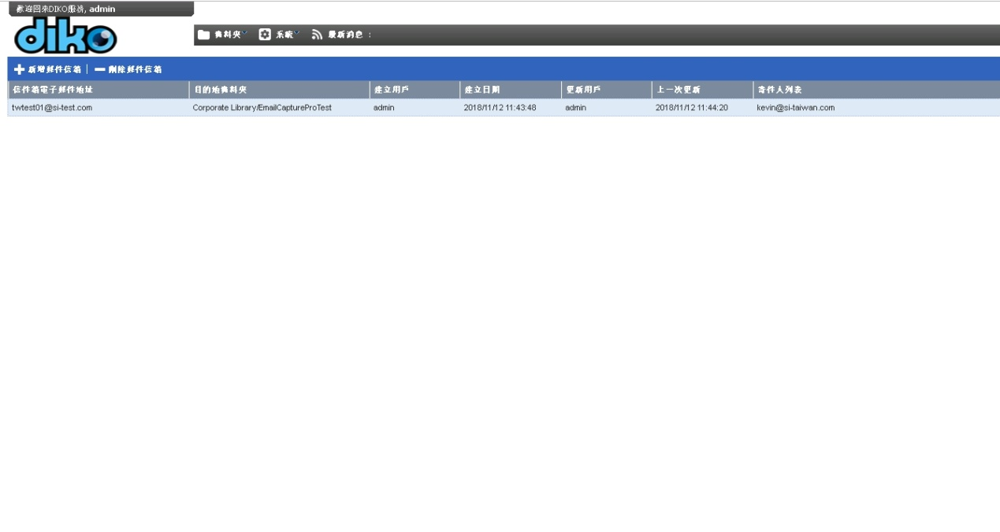 歡迎回來DIKO服務, admin
diko
資料夾 系統 最新消息 :
新增郵件信箱 | 刪除郵件信箱
信件箱電子郵件地址 目的地資料夾 建立用戶 建立日期 更新用戶 上一次更新 寄件人列表
twtest01@si-test.com Corporate Library/EmailCaptureProTest admin 2018/11/12 11:43:48 admin 2018/11/12 11:44:20 kevin@si-taiwan.com